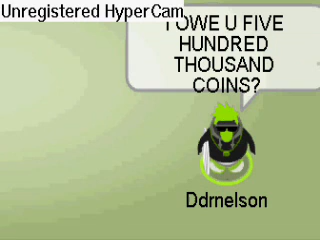 Unregistered HyperCam
I OWE U FIVE
HUNDRED
THOUSAND
COINS?
Ddrnelson